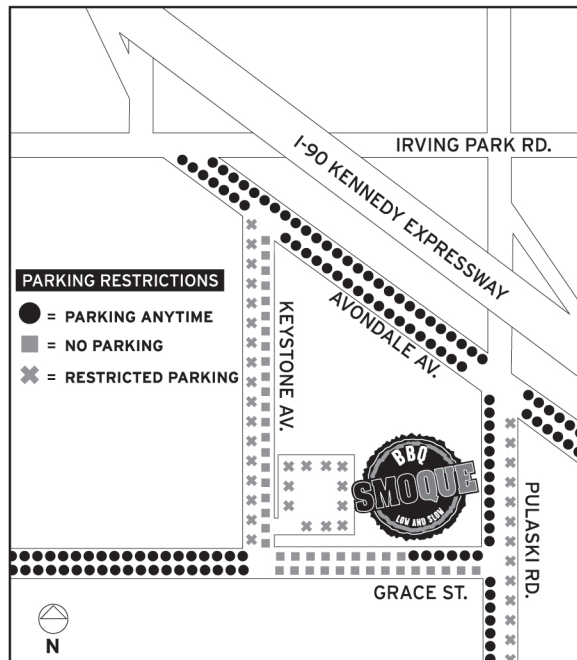 IRVING PARK RD.
I-90 KENNEDY EXPRESSWAY
PARKING RESTRICTIONS
= PARKING ANYTIME
= NO PARKING
= RESTRICTED PARKING
KEYSTONE AV.
AVONDALE AV.
BBQ
SMOQUE
LOW AND SLOW
PULASKI RD.
GRACE ST.
N